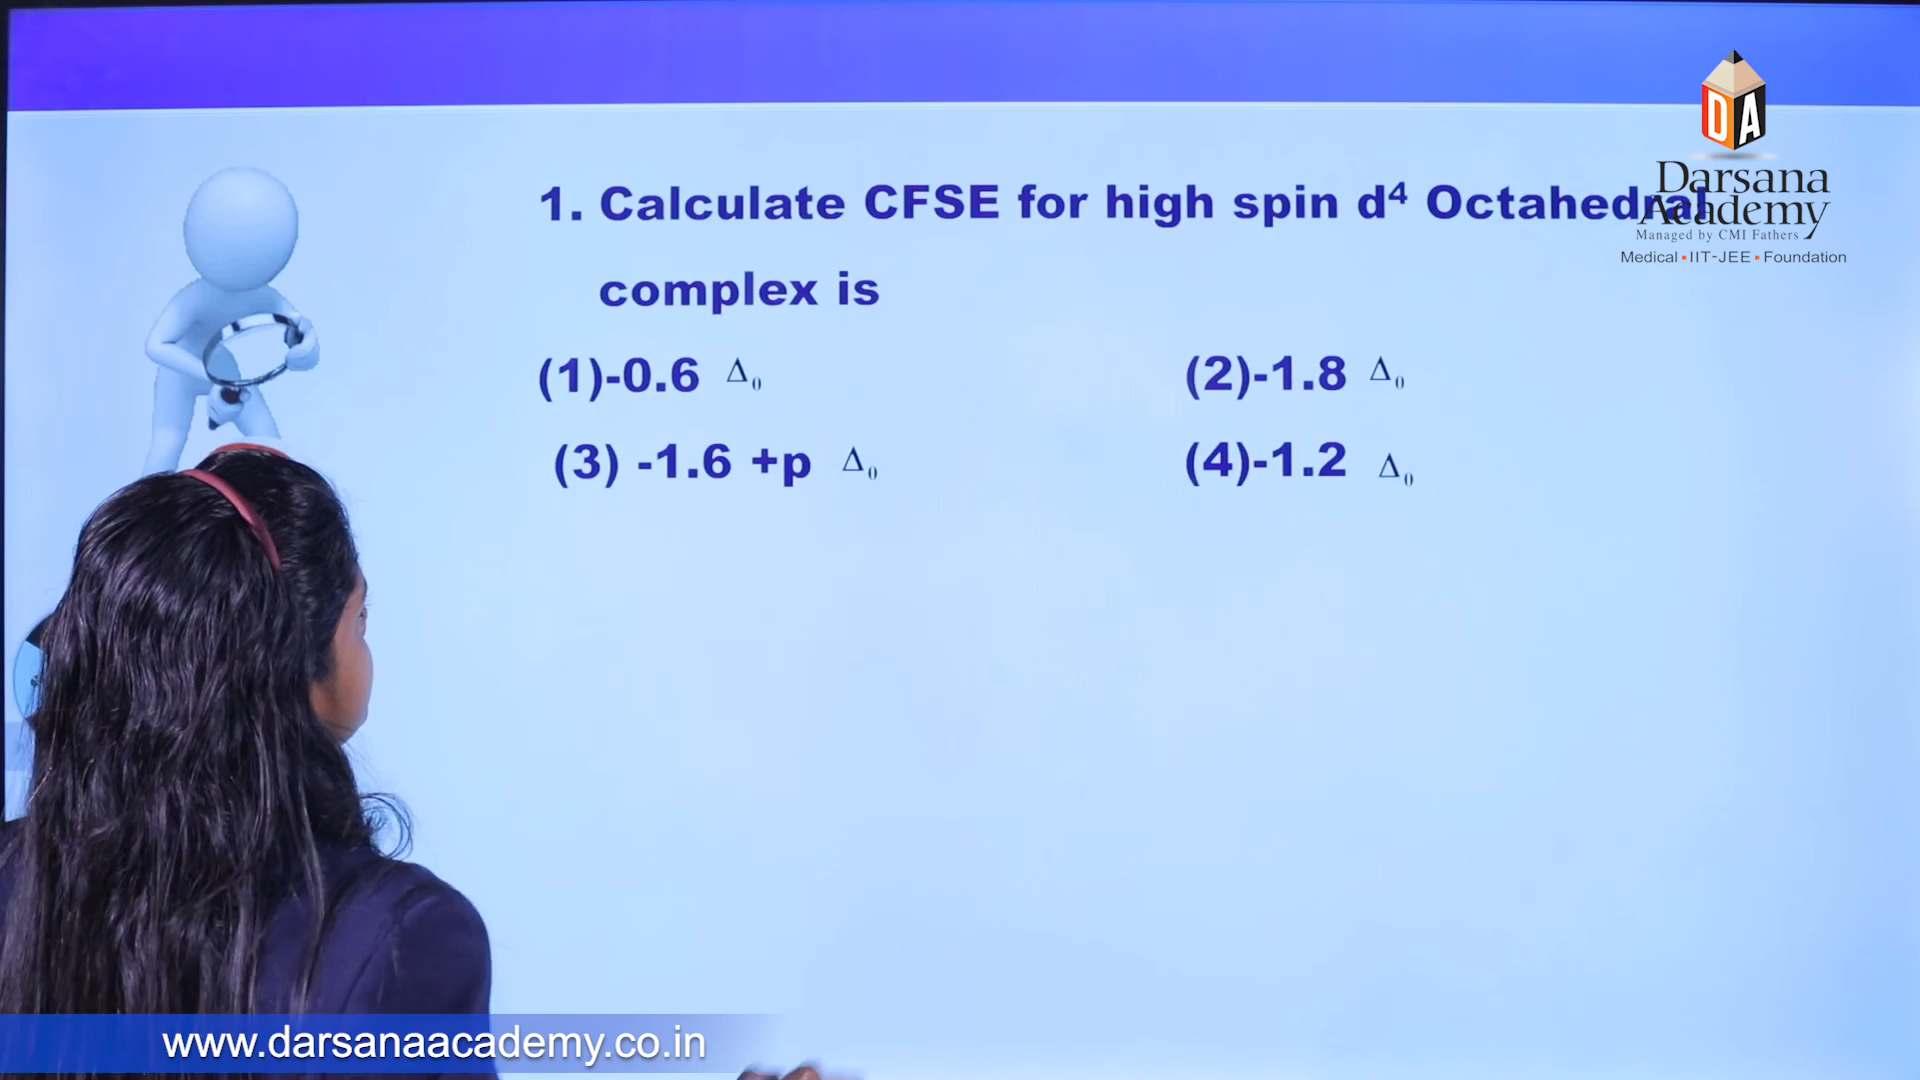 1. Calculate CFSE for high spin d⁴ Octahedral
complex is
(1)-0.6 Δ₀
(2)-1.8 Δ₀
(3) -1.6 +p Δ₀
(4)-1.2 Δ₀
DA
Darsana
Academy
Managed by CMI Fathers
Medical ▪ IIT-JEE ▪ Foundation
www.darsanaacademy.co.in